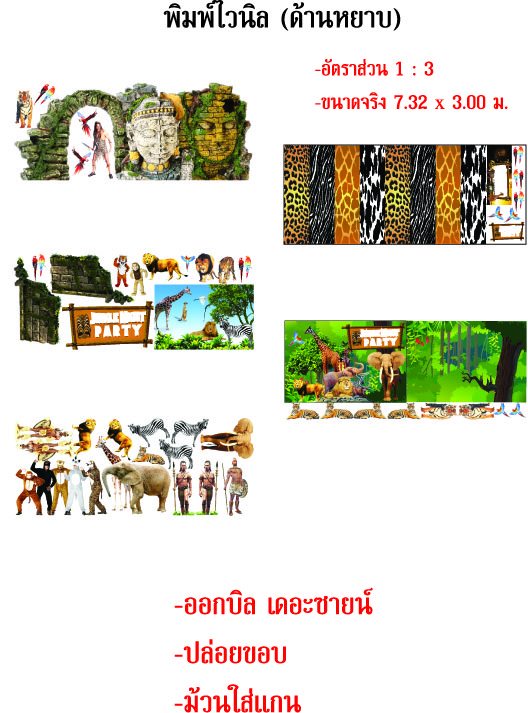 พิมพ์ไวนิล (ด้านหยาบ)
-อัตราส่วน 1 : 3
-ขนาดจริง 7.32 x 3.00 ม.
PARTY
PARTY
-ออกบิล เดอะซายน์
-ปล่อยขอบ
-ม้วนใส่แกน